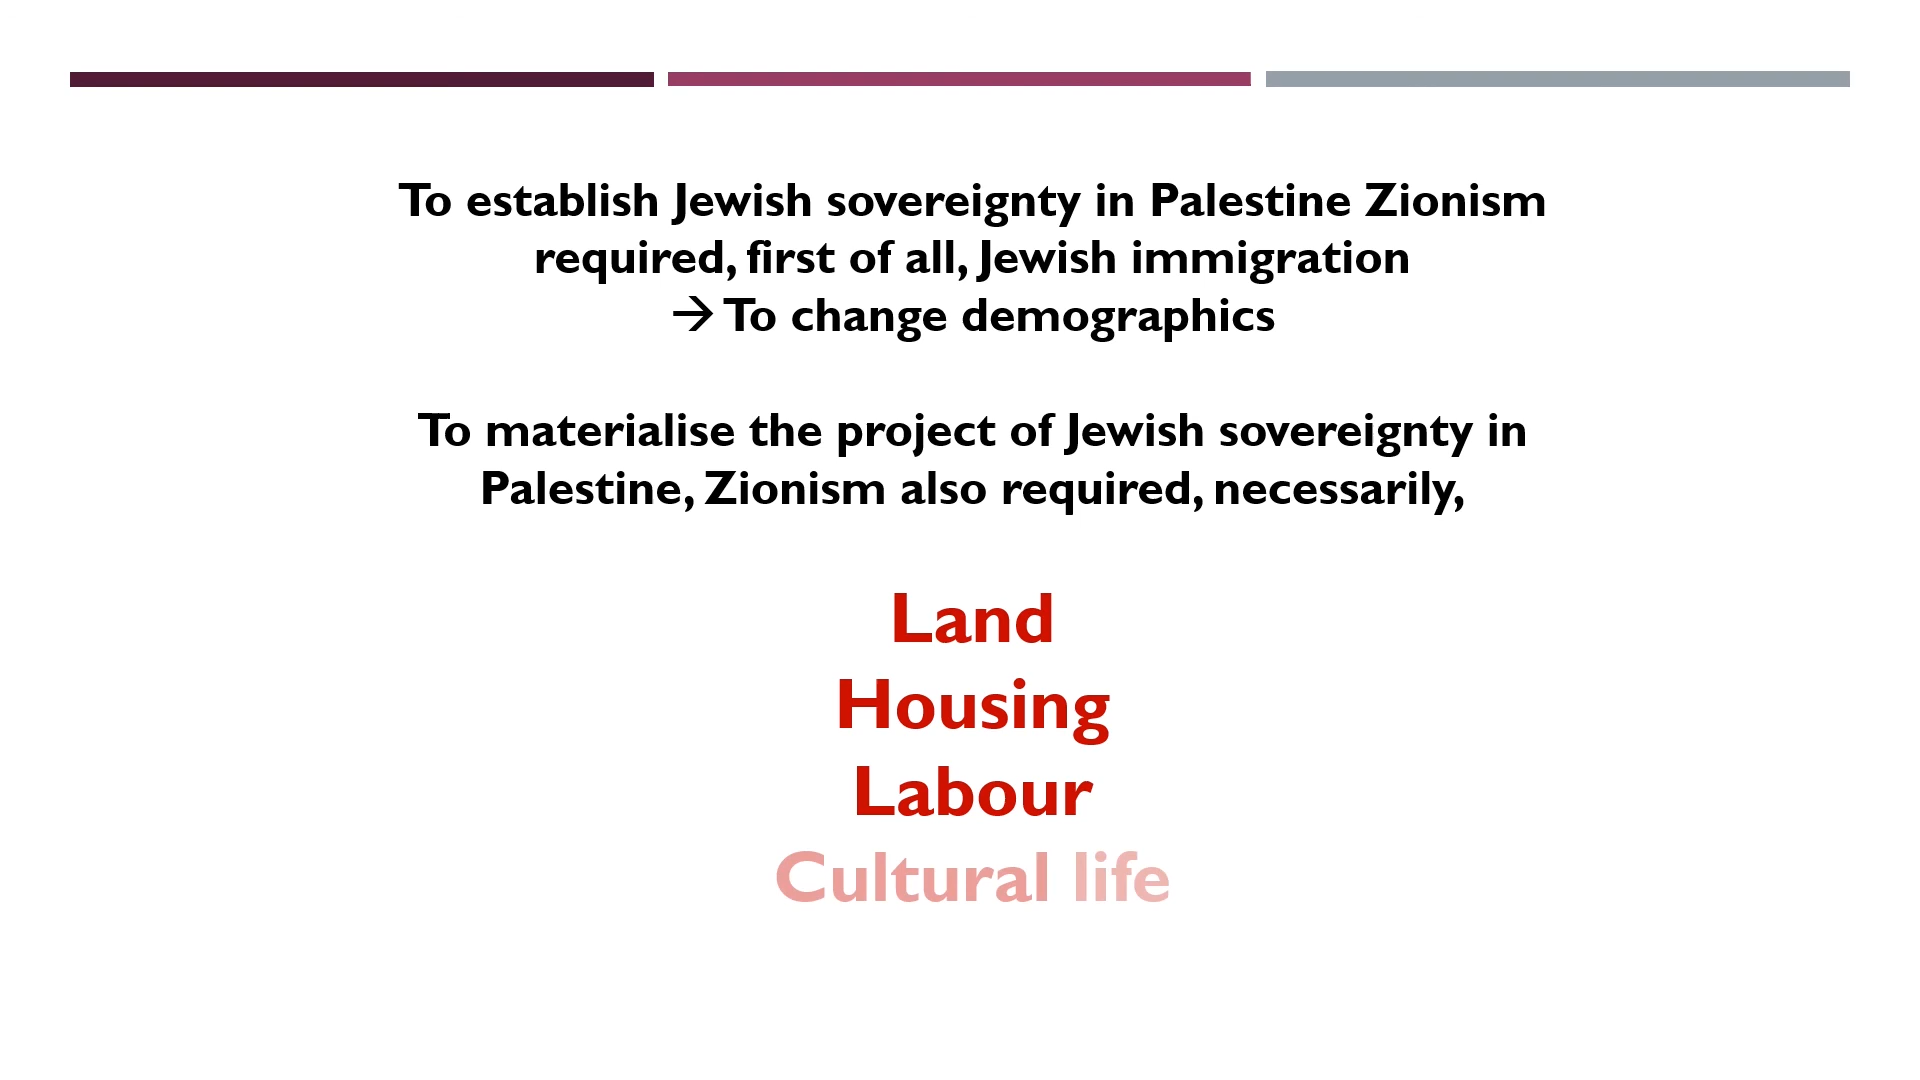 To establish Jewish sovereignty in Palestine Zionism
required, first of all, Jewish immigration
→ To change demographics
To materialise the project of Jewish sovereignty in
Palestine, Zionism also required, necessarily,
Land
Housing
Labour
Cultural life